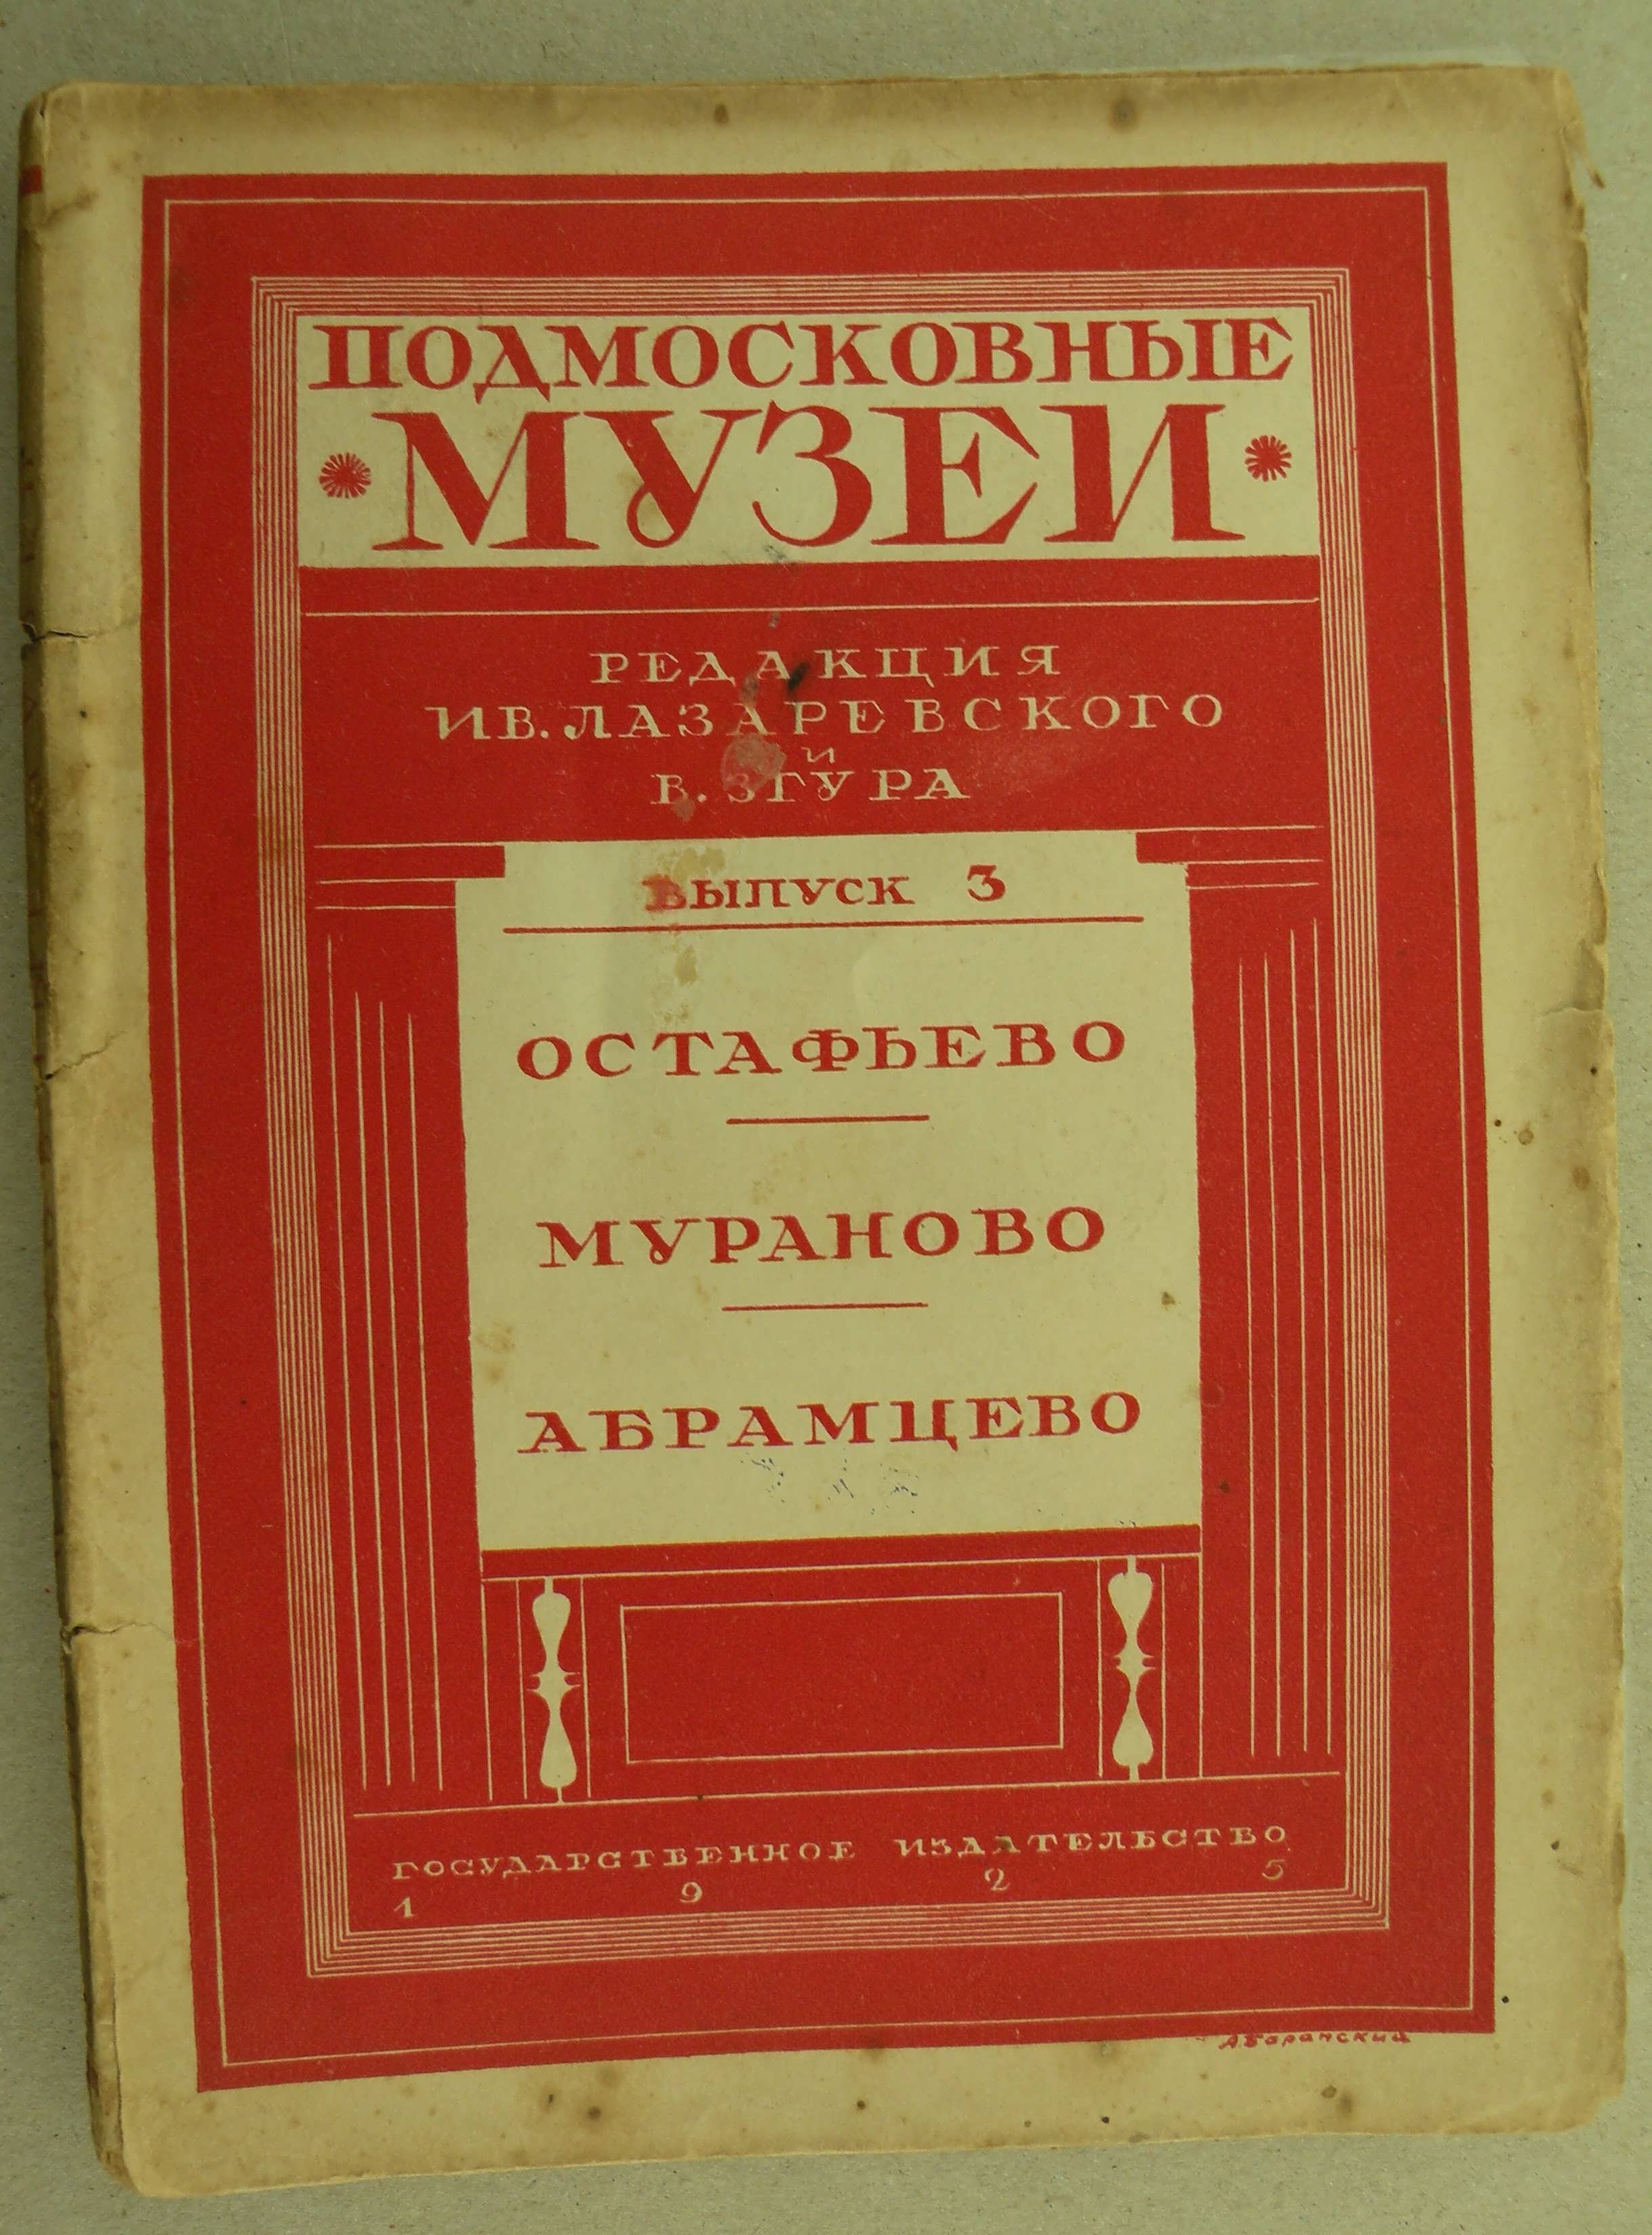 ПОДМОСКОВНЫЕ
МУЗЕИ
РЕДАКЦИЯ
ИВ. ЛАЗАРЕВСКОГО
И
В. ЗГУРА
ВЫПУСК 3
ОСТАФЬЕВО
МУРАНОВО
АБРАМЦЕВО
ГОСУДАРСТВЕННОЕ ИЗДАТЕЛЬСТВО
1 9 2 5
А.Баранский